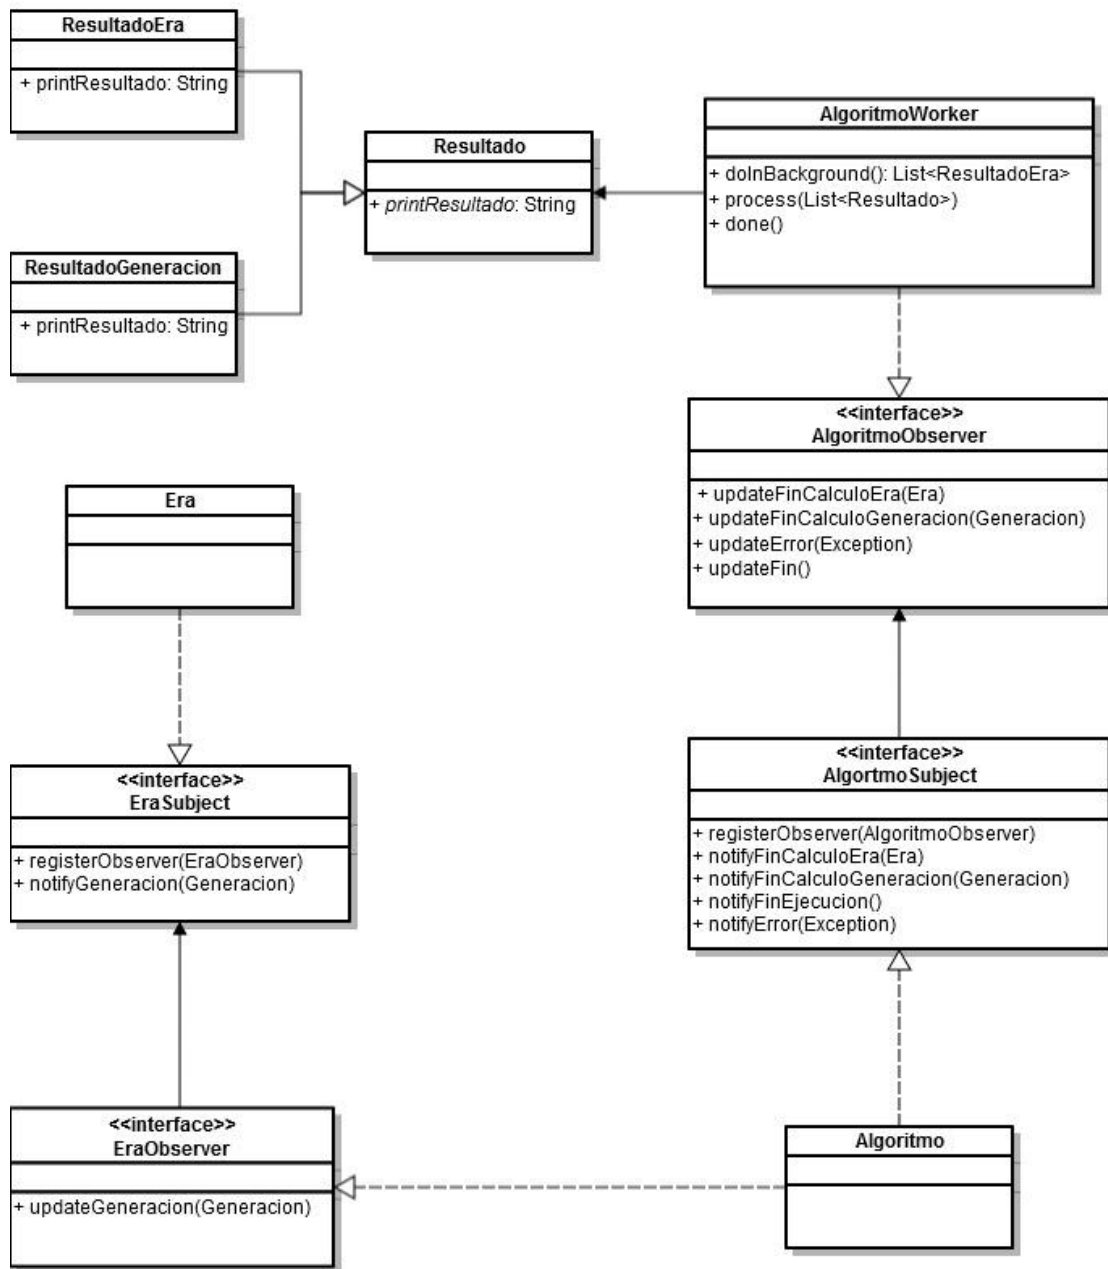 ResultadoEra
+ printResultado: String
Resultado
+ printResultado: String
AlgoritmoWorker
+ doInBackground(): List<ResultadoEra>
+ process(List<Resultado>)
+ done()
ResultadoGeneracion
+ printResultado: String
<<interface>>
AlgoritmoObserver
+ updateFinCalculoEra(Era)
+ updateFinCalculoGeneracion(Generacion)
+ updateError(Exception)
+ updateFin()
Era
<<interface>>
EraSubject
+ registerObserver(EraObserver)
+ notifyGeneracion(Generacion)
<<interface>>
AlgortmoSubject
+ registerObserver(AlgoritmoObserver)
+ notifyFinCalculoEra(Era)
+ notifyFinCalculoGeneracion(Generacion)
+ notifyFinEjecucion()
+ notifyError(Exception)
<<interface>>
EraObserver
+ updateGeneracion(Generacion)
Algoritmo